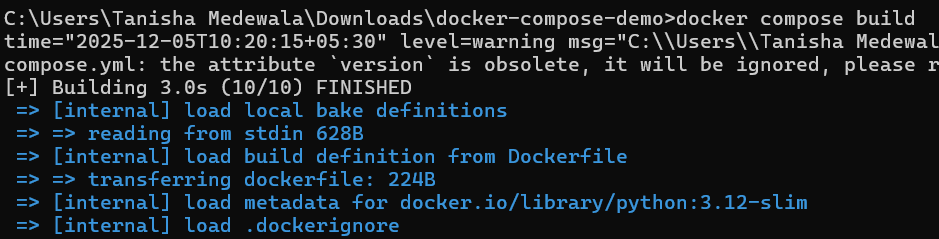 C:\Users\Tanisha Medewala\Downloads\docker-compose-demo>docker compose build
time="2025-12-05T10:20:15+05:30" level=warning msg="C:\\Users\\Tanisha Medewal
compose.yml: the attribute `version` is obsolete, it will be ignored, please r
[+] Building 3.0s (10/10) FINISHED
=> [internal] load local bake definitions
=> => reading from stdin 628B
=> [internal] load build definition from Dockerfile
=> => transferring dockerfile: 224B
=> [internal] load metadata for docker.io/library/python:3.12-slim
=> [internal] load .dockerignore